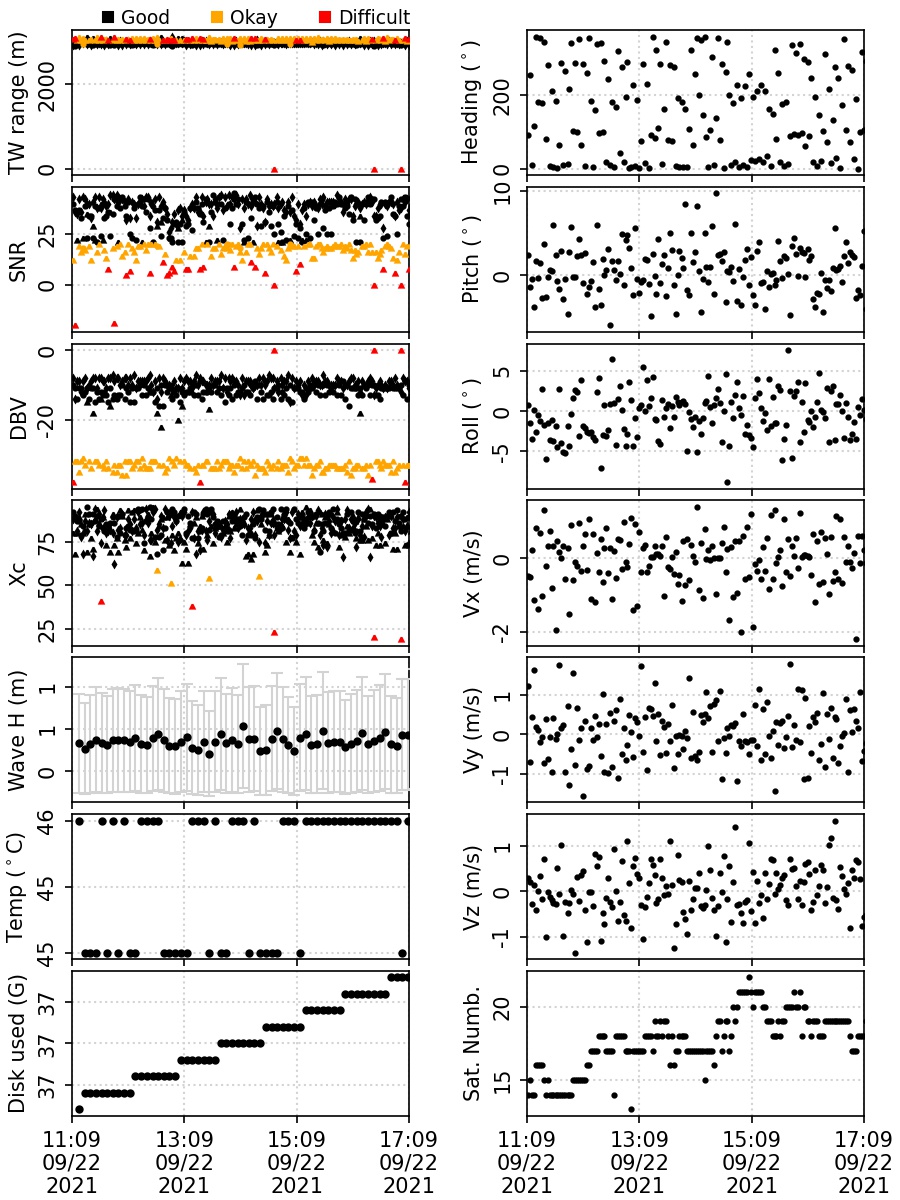 Good Okay Difficult
TW range (m)
2000
0
Heading (°)
200
0
SNR
25
0
Pitch (°)
10
0
DBV
0
-20
Roll (°)
5
0
-5
Xc
75
50
25
Vx (m/s)
0
-2
Wave H (m)
1
1
0
Vy (m/s)
1
0
-1
Temp (°C)
46
45
45
Vz (m/s)
1
0
-1
Disk used (G)
37
37
37
Sat. Numb.
20
15
11:09 13:09 15:09 17:09 11:09 13:09 15:09 17:09
09/22 09/22 09/22 09/22 09/22 09/22 09/22 09/22
2021 2021 2021 2021 2021 2021 2021 2021